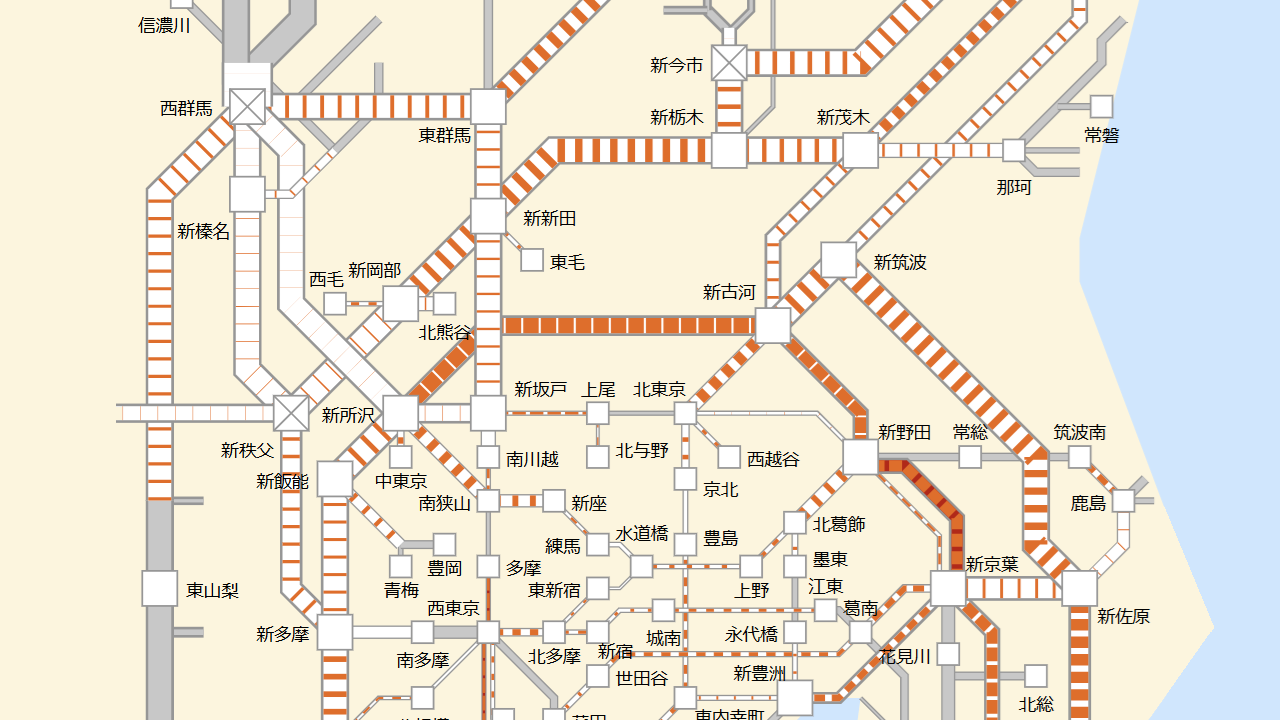 信濃川
新今市
西群馬
新栃木
新茂木
東群馬
常磐
那珂
新榛名
新新田
東毛
新筑波
西毛
新岡部
新古河
北熊谷
新坂戸
上尾
北東京
新所沢
新野田
常総
筑波南
新秩父
南川越
北与野
西越谷
新飯能
中東京
京北
南狭山
新座
鹿島
北葛飾
水道橋
練馬
豊島
墨東
新京葉
豊岡
多摩
青梅
東新宿
上野
江東
東山梨
西東京
葛南
新佐原
新多摩
城南
永代橋
南多摩
北多摩
新宿
花見川
世田谷
新豊洲
北総
東内幸町